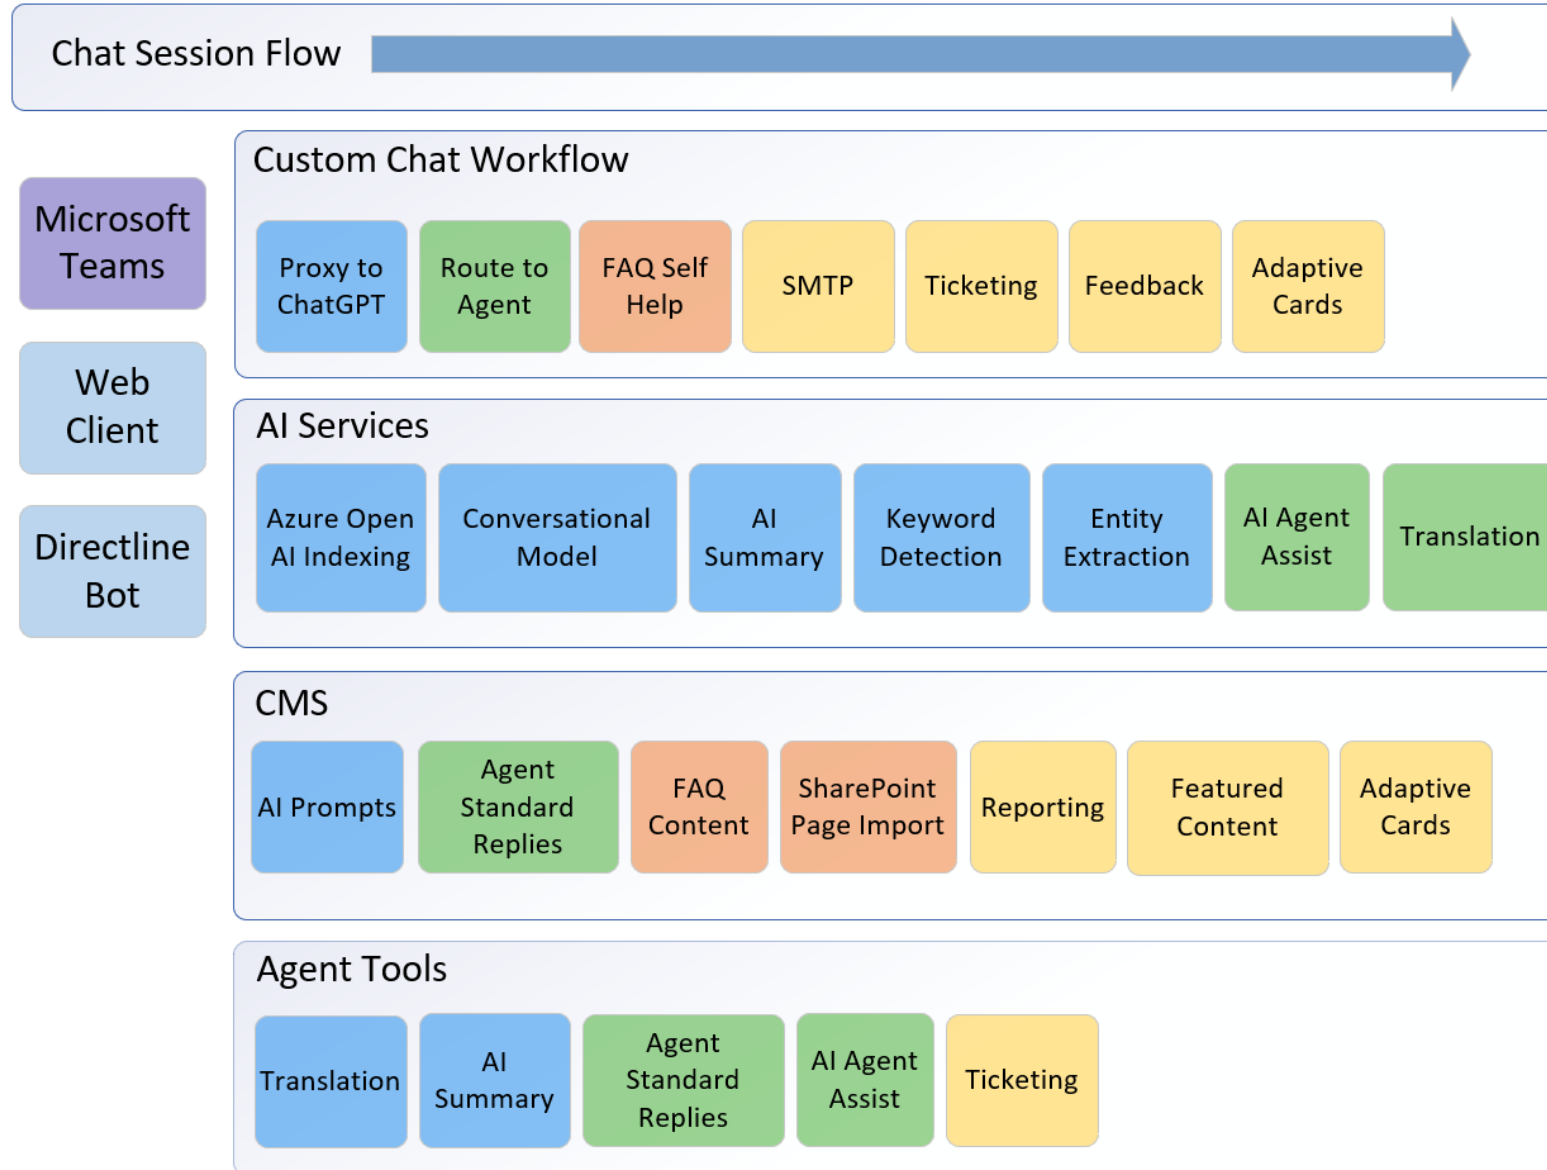 Chat Session Flow
Microsoft
Teams
Web
Client
Directline
Bot
Custom Chat Workflow
Proxy to
ChatGPT
Route to
Agent
FAQ Self
Help
SMTP
Ticketing
Feedback
Adaptive
Cards
AI Services
Azure Open
AI Indexing
Conversational
Model
AI
Summary
Keyword
Detection
Entity
Extraction
AI Agent
Assist
Translation
CMS
AI Prompts
Agent
Standard
Replies
FAQ
Content
SharePoint
Page Import
Reporting
Featured
Content
Adaptive
Cards
Agent Tools
Translation
AI
Summary
Agent
Standard
Replies
AI Agent
Assist
Ticketing